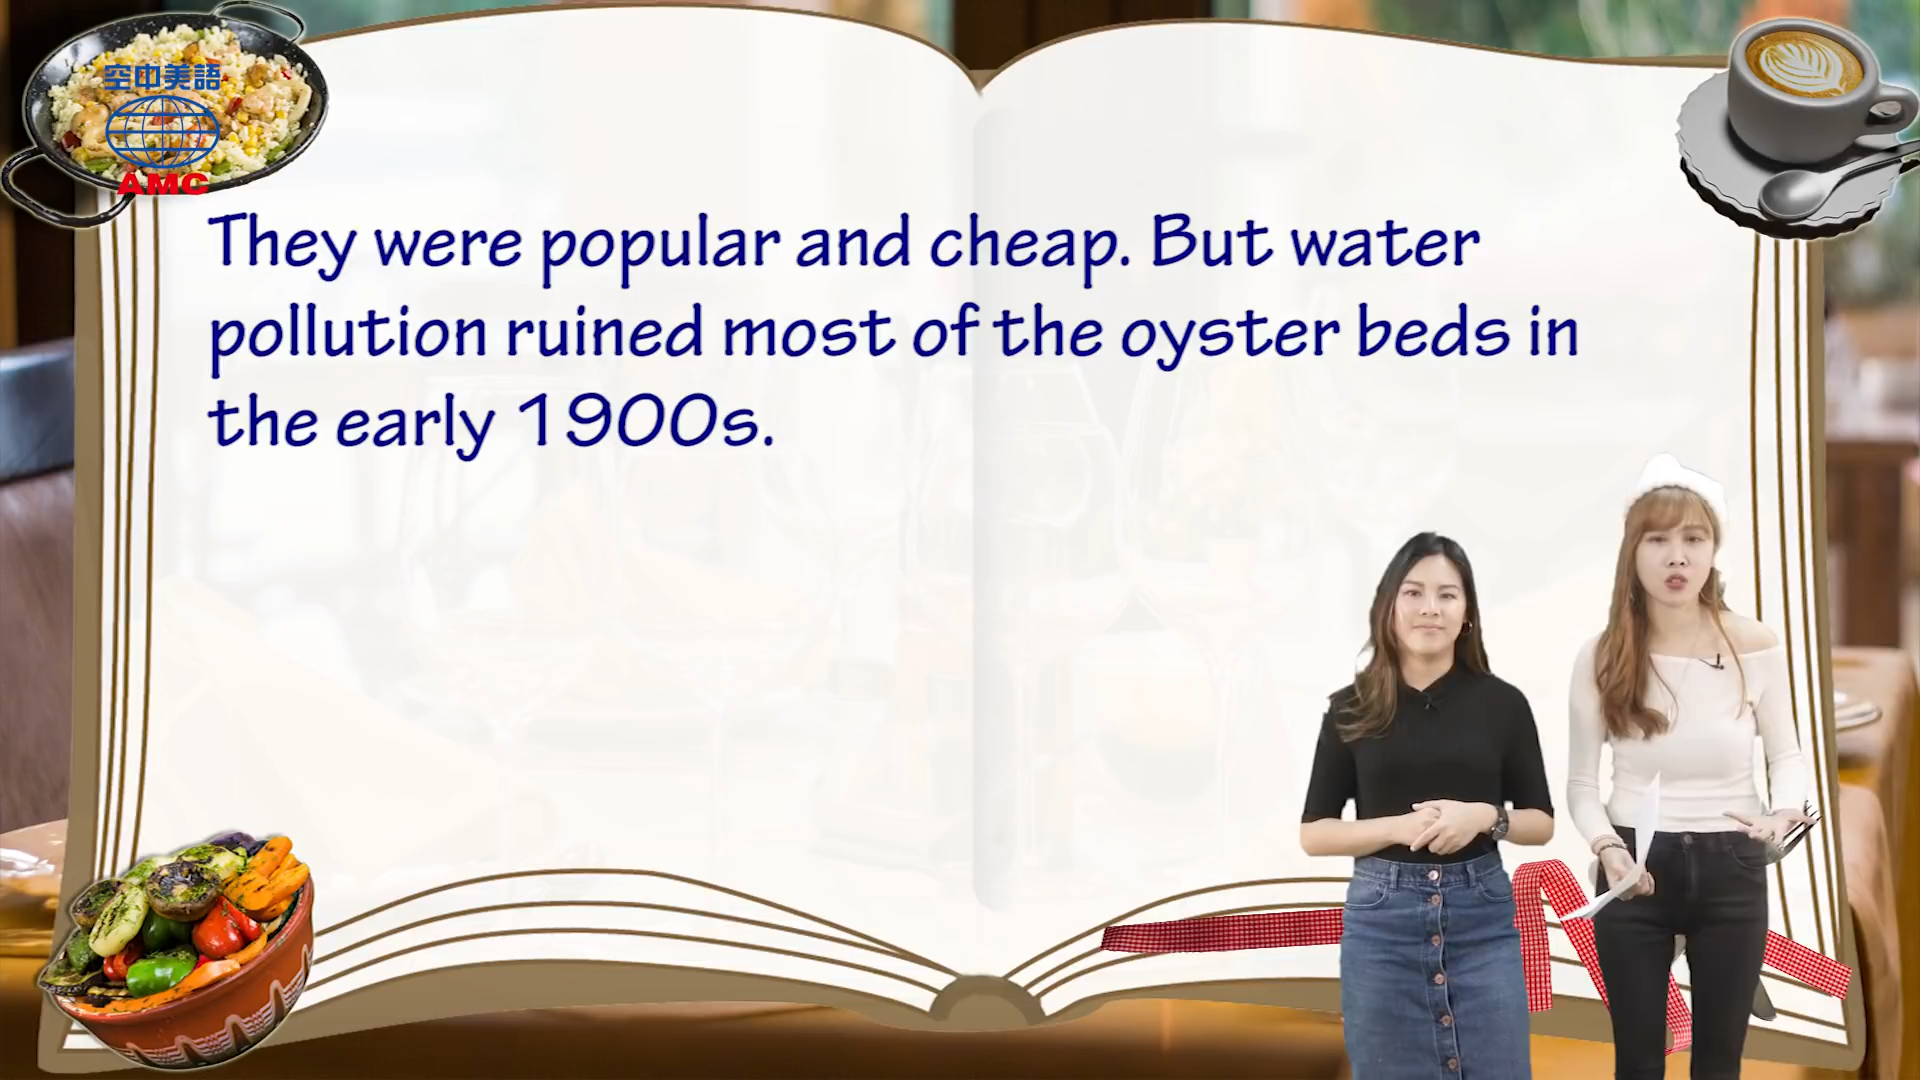 空中美語
AMC
They were popular and cheap. But water
pollution ruined most of the oyster beds in
the early 1900s.